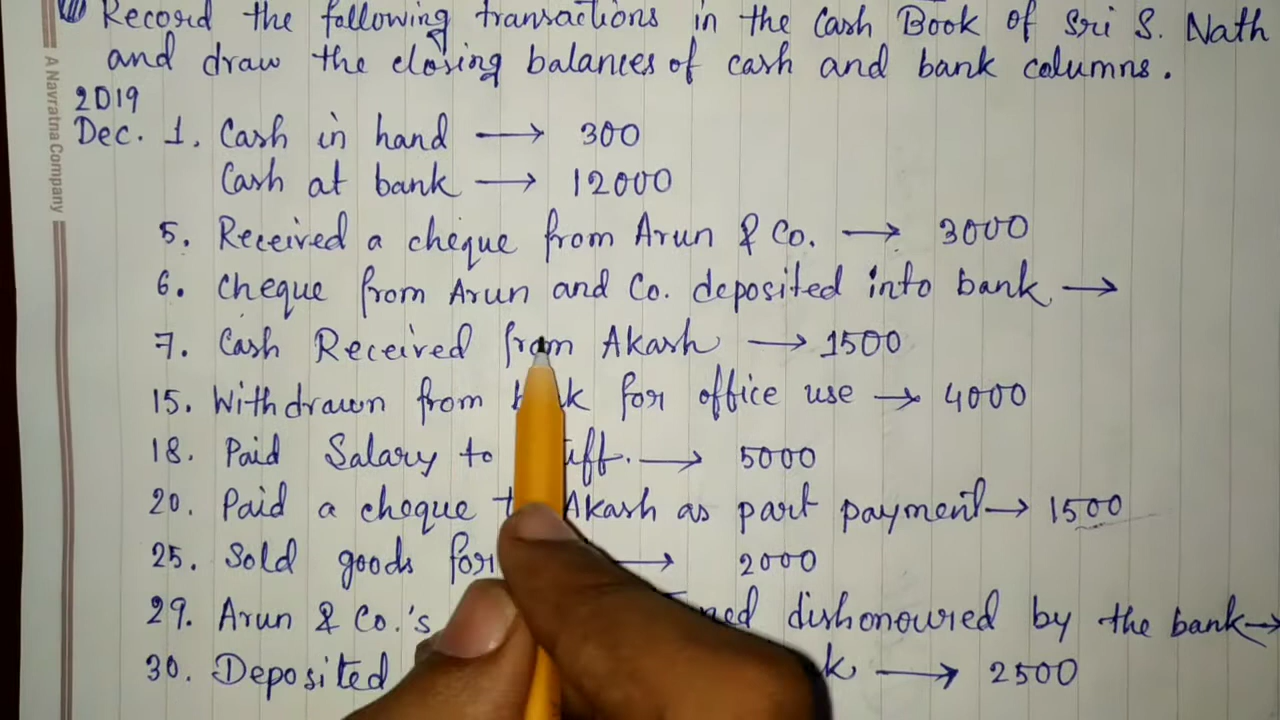 Record the following transactions in the Cash Book of Sri S. Nath
and draw the closing balances of cash and bank columns.
2019
Dec. 1. Cash in hand → 300
Cash at bank → 12000
5. Received a cheque from Arun & Co. → 3000
6. Cheque from Arun and Co. deposited into bank →
7. Cash Received from Akash → 1500
15. Withdrawn from for office use → 4000
18. Paid Salary to → 5000
20. Paid a cheque Akash as part payment → 1500
25. Sold goods for → 2000
29. Arun & Co.'s dishonoured by the bank →
30. Deposited → 2500
A Navratna Company